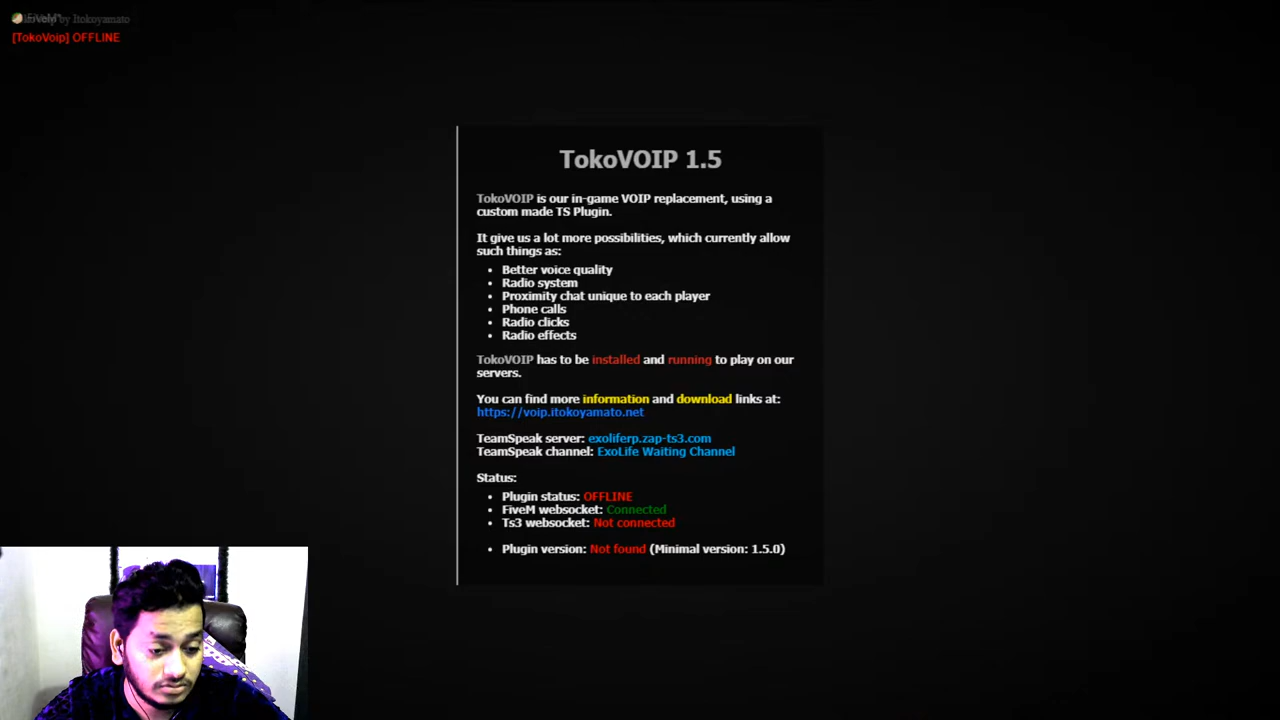 by Itokoyamato
[TokoVoip] OFFLINE
TokoVOIP 1.5
TokoVOIP is our in-game VOIP replacement, using a
custom made TS Plugin.
It give us a lot more possibilities, which currently allow
such things as:
• Better voice quality
• Radio system
• Proximity chat unique to each player
• Phone calls
• Radio clicks
• Radio effects
TokoVOIP has to be installed and running to play on our
servers.
You can find more information and download links at:
https://voip.itokoyamato.net
TeamSpeak server: exoliferp.zap-ts3.com
TeamSpeak channel: ExoLife Waiting Channel
Status:
• Plugin status: OFFLINE
• FiveM websocket: Connected
• Ts3 websocket: Not connected
• Plugin version: Not found (Minimal version: 1.5.0)